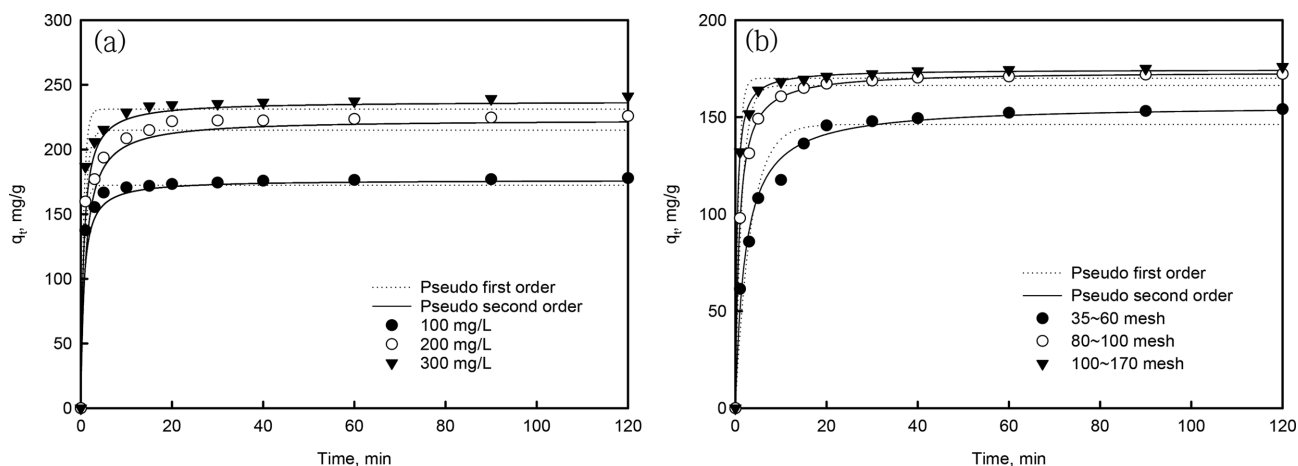 (a)
300
250
200
150
100
50
0
qt, mg/g
0 20 40 60 80 100 120
Time, min
Pseudo first order
Pseudo second order
100 mg/L
200 mg/L
300 mg/L
(b)
200
150
100
50
0
qt, mg/g
0 20 40 60 80 100 120
Time, min
Pseudo first order
Pseudo second order
35~60 mesh
80~100 mesh
100~170 mesh